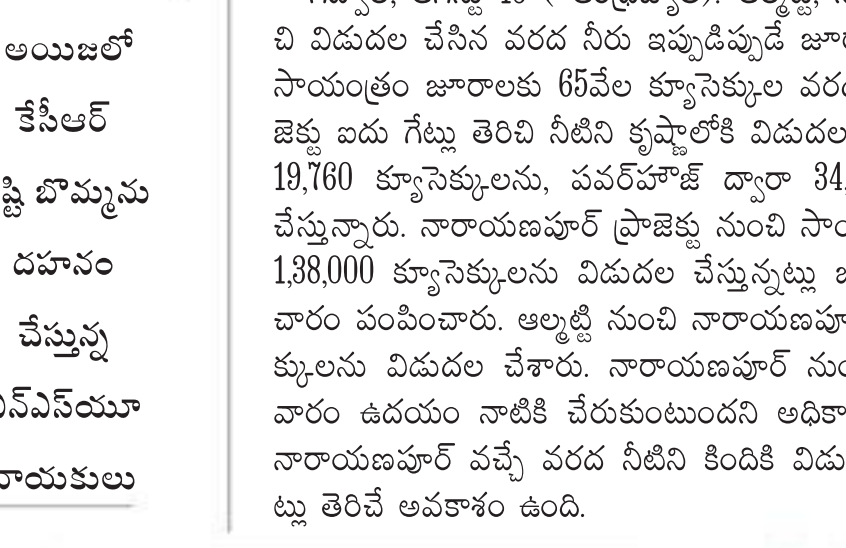 అయిజలో
కేసీఆర్
ష్టి బొమ్మను
దహనం
చేస్తున్న
న్ఎస్‌యూ
యకులు
చి విడుదల చేసిన వరద నీరు ఇప్పుడిప్పుడే
సాయంత్రం జూరాలకు 65వేల క్యూసెక్కుల
జెక్టు ఐదు గేట్లు తెరిచి నీటిని కృష్ణాలోకి విడుదల
19,760 క్యూసెక్కులను, పవర్‌హౌజ్ ద్వారా 34,
చేస్తున్నారు. నారాయణపూర్ ప్రాజెక్టు నుంచి
1,38,000 క్యూసెక్కులను విడుదల చేస్తున్నట్లు
చారం పంపించారు. ఆల్మట్టి నుంచి నారాయణపూ
క్కులను విడుదల చేశారు. నారాయణపూర్
వారం ఉదయం నాటికి చేరుకుంటుందని అధికా
నారాయణపూర్ వచ్చే వరద నీటిని కిందికి విడు
ట్లు తెరిచే అవకాశం ఉంది.